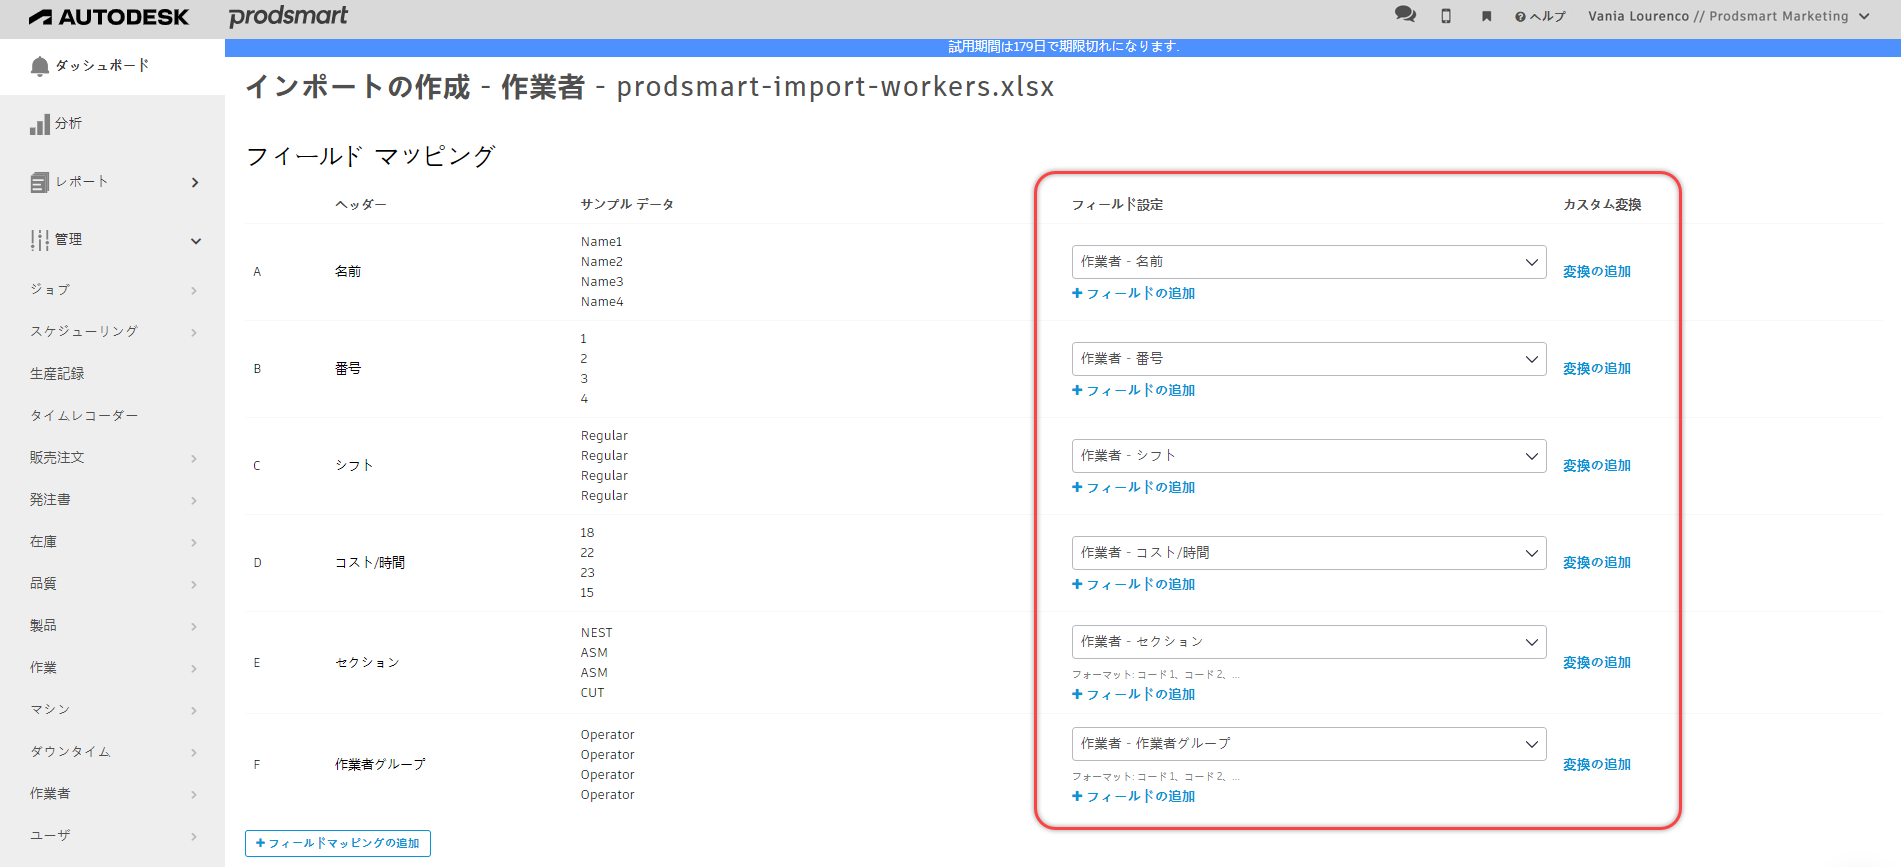 AUTODESK prodsmart
ヘルプ Vania Lourenco // Prodsmart Marketing
試用期間は179日で期限切れになります.
ダッシュボード
分析
レポート
管理
ジョブ
スケジューリング
生産記録
タイムレコーダー
販売注文
発注書
在庫
品質
製品
作業
マシン
ダウンタイム
作業者
ユーザ
インポートの作成 - 作業者 - prodsmart-import-workers.xlsx
フィールド マッピング
ヘッダー サンプル データ フィールド設定 カスタム変換
A 名前
Name1
Name2
Name3
Name4
作業者 - 名前
+ フィールドの追加
変換の追加
B 番号
1
2
3
4
作業者 - 番号
+ フィールドの追加
変換の追加
C シフト
Regular
Regular
Regular
Regular
作業者 - シフト
+ フィールドの追加
変換の追加
D コスト/時間
18
22
23
15
作業者 - コスト/時間
+ フィールドの追加
変換の追加
E セクション
NEST
ASM
ASM
CUT
作業者 - セクション
フォーマット: コード 1、コード 2、...
+ フィールドの追加
変換の追加
F 作業者グループ
Operator
Operator
Operator
Operator
作業者 - 作業者グループ
フォーマット: コード 1、コード 2、...
+ フィールドの追加
変換の追加
+ フィールドマッピングの追加